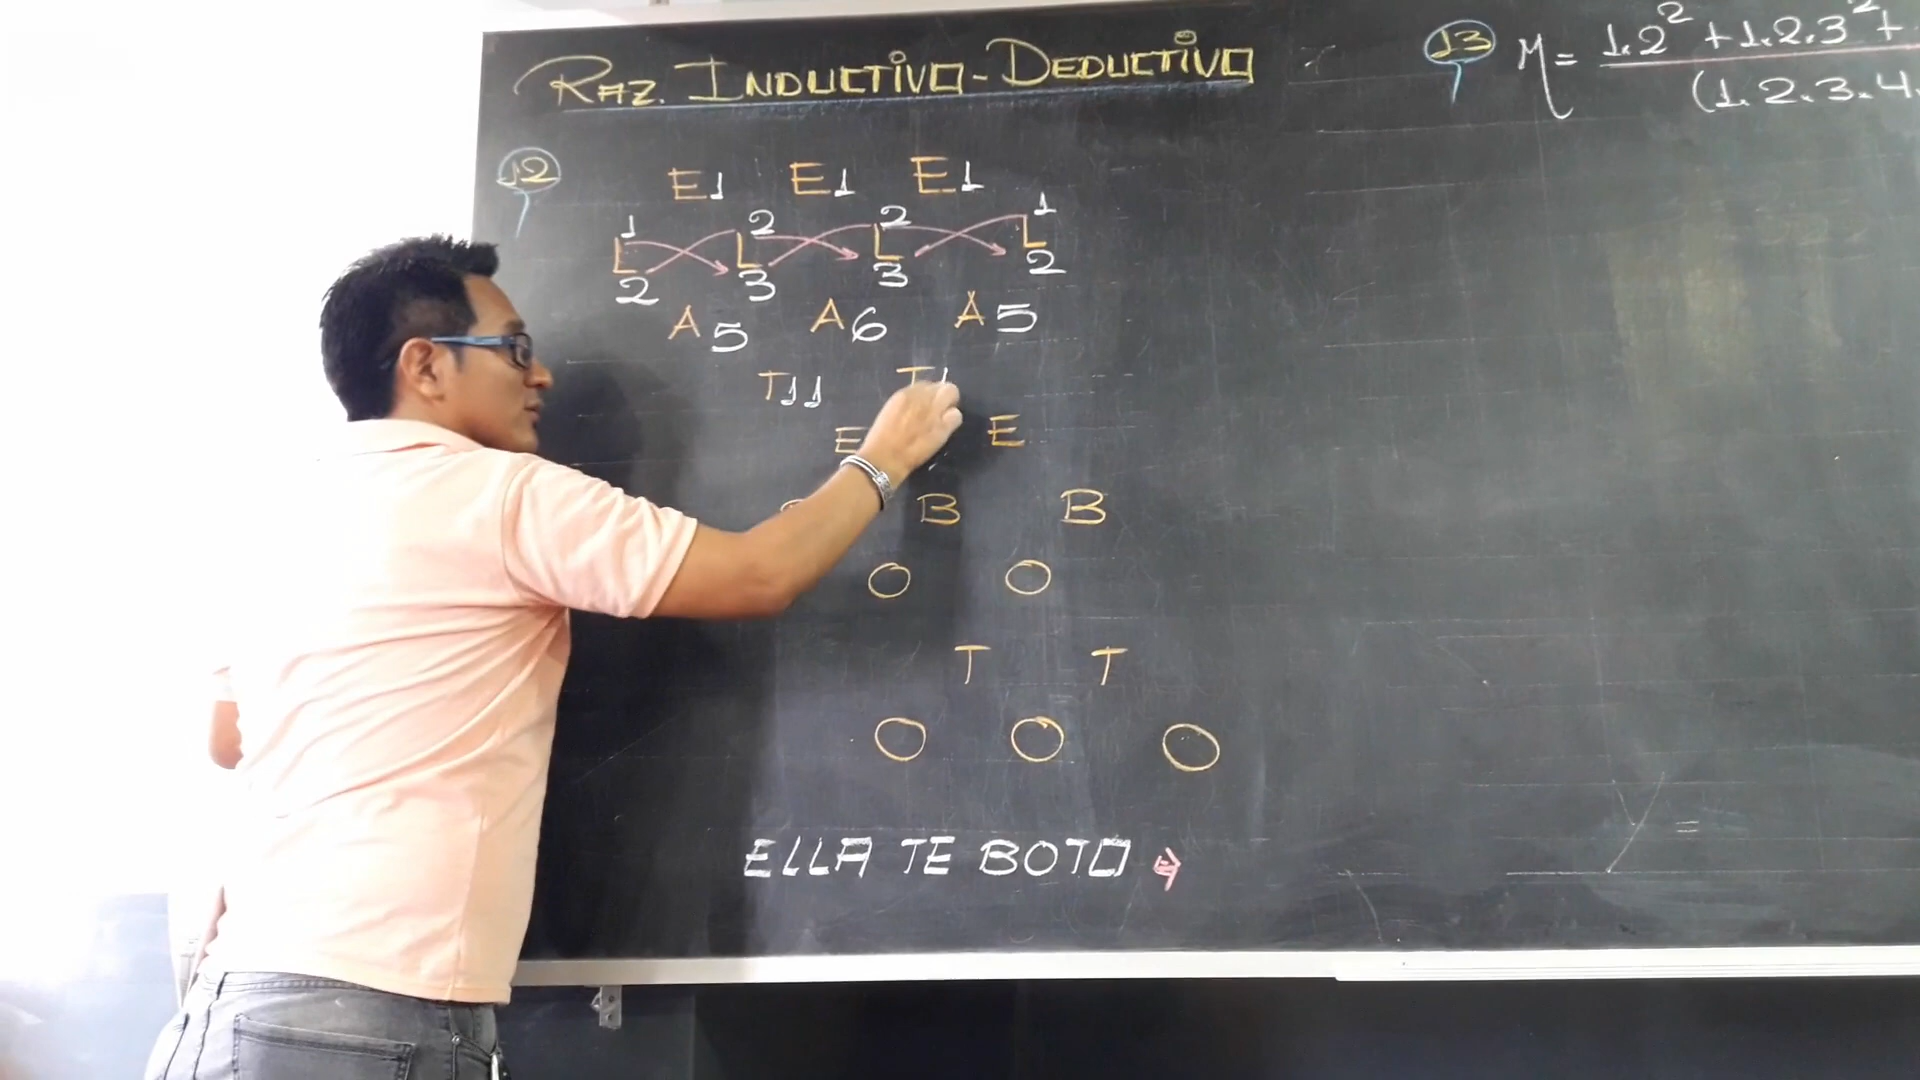 RAZ. INDUCTIVO - DEDUCTIVO
13 M = 1.2² + 1.2.3² +
(1.2.3.4.
12 E1 E1 E1
1 2 2 1
L L L L
2 3 3 2
A5 A6 A5
T11 T1
E E
B B
O O
T T
O O O
=
ELLA TE BOTO ⇒